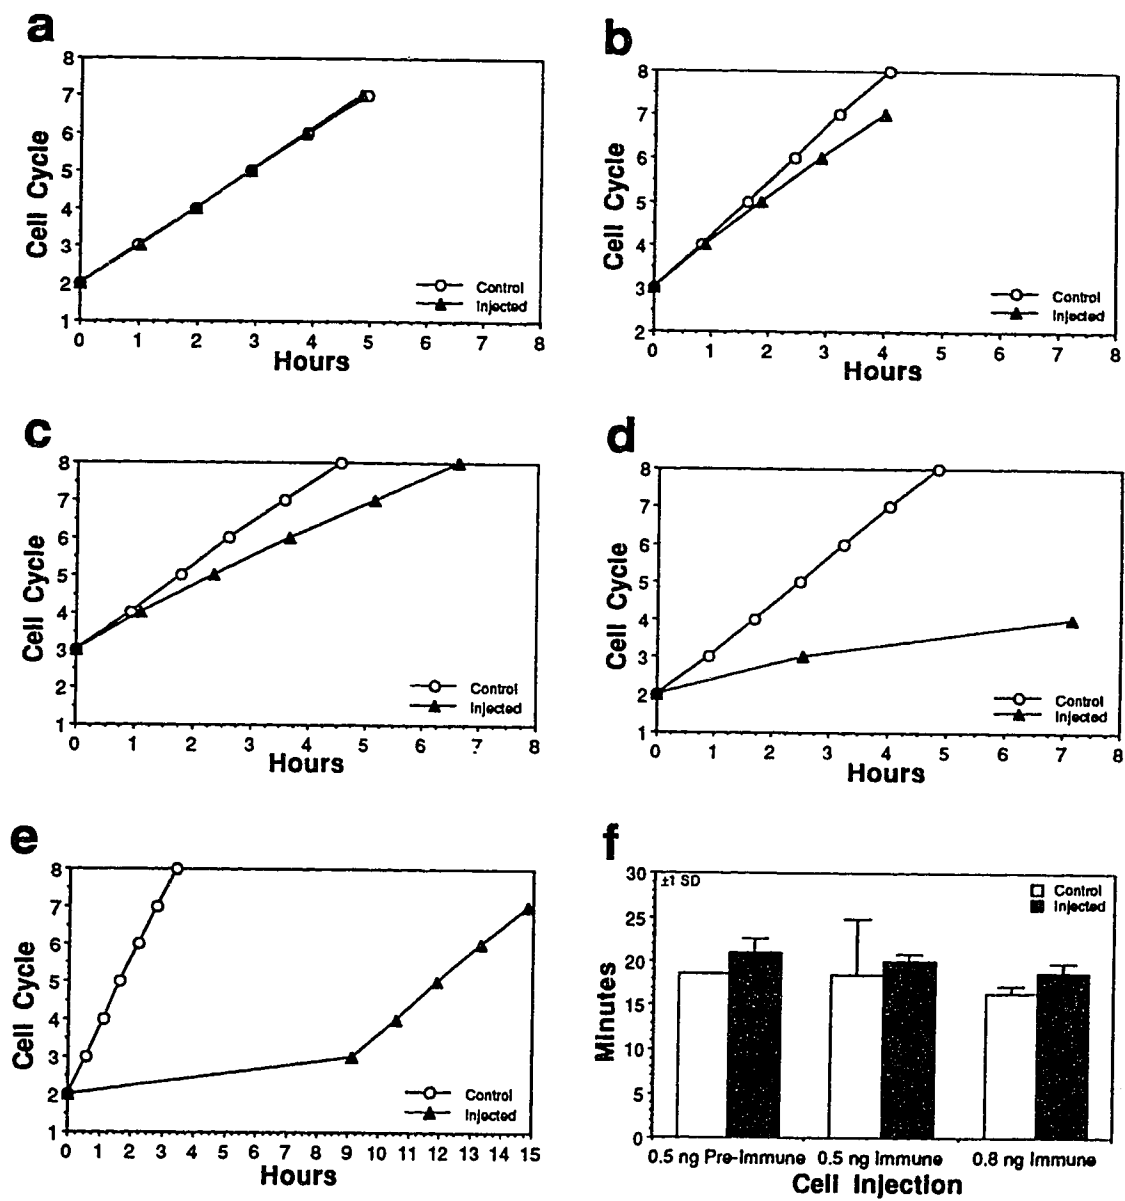 a
8
7
6
5
4
3
2
1
Cell Cycle
Control
Injected
0 1 2 3 4 5 6 7 8
Hours
b
8
7
6
5
4
3
2
Cell Cycle
Control
Injected
0 1 2 3 4 5 6 7 8
Hours
c
8
7
6
5
4
3
2
1
Cell Cycle
Control
Injected
0 1 2 3 4 5 6 7 8
Hours
d
8
7
6
5
4
3
2
1
Cell Cycle
Control
Injected
0 1 2 3 4 5 6 7 8
Hours
e
8
7
6
5
4
3
2
1
Cell Cycle
Control
Injected
0 1 2 3 4 5 6 7 8 9 10 11 12 13 14 15
Hours
f
30
25
20
15
10
5
0
Minutes
±1 SD
Control
Injected
0.5 ng Pre-Immune 0.5 ng Immune 0.8 ng Immune
Cell Injection